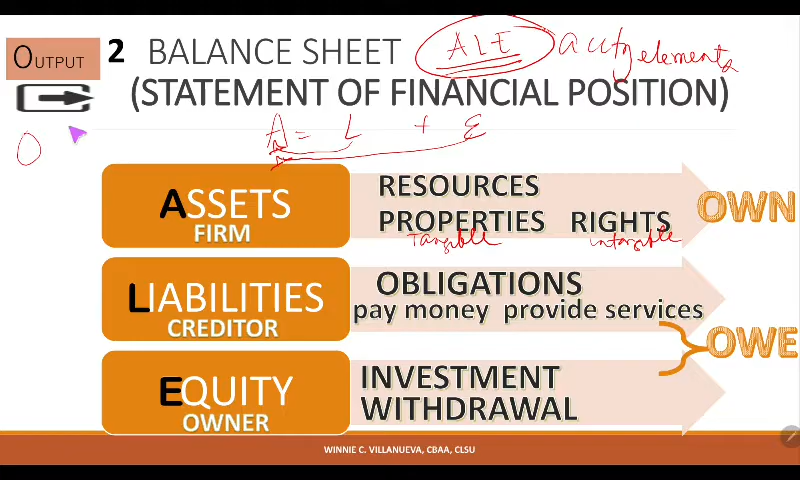 OUTPUT
2 BALANCE SHEET
ALE
acctg elements
(STATEMENT OF FINANCIAL POSITION)
A = L + E
O
ASSETS
FIRM
RESOURCES
PROPERTIES RIGHTS
Tangible intangible
OWN
LIABILITIES
CREDITOR
OBLIGATIONS
pay money provide services
OWE
EQUITY
OWNER
INVESTMENT
WITHDRAWAL
WINNIE C. VILLANUEVA, CBAA, CLSU